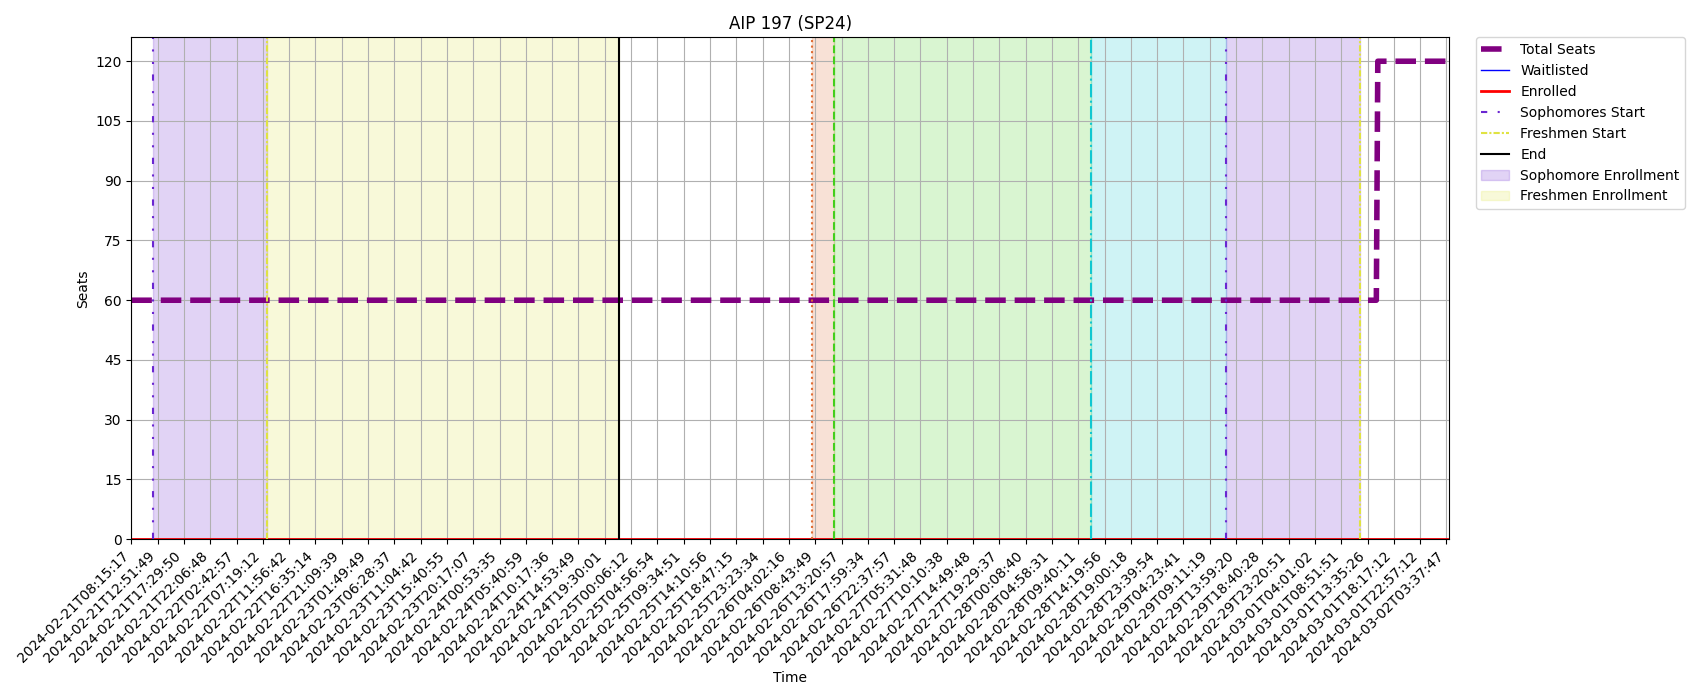 AIP 197 (SP24)
Total Seats
Waitlisted
Enrolled
Sophomores Start
Freshmen Start
End
Sophomore Enrollment
Freshmen Enrollment
Seats
120
105
90
75
60
45
30
15
0
2024-02-21T08:15:17
2024-02-21T12:51:49
2024-02-21T17:29:50
2024-02-21T22:06:48
2024-02-22T02:42:57
2024-02-22T07:19:12
2024-02-22T11:56:42
2024-02-22T16:35:14
2024-02-22T21:09:39
2024-02-23T01:49:49
2024-02-23T06:28:37
2024-02-23T11:04:42
2024-02-23T15:40:55
2024-02-23T20:17:07
2024-02-24T00:53:35
2024-02-24T05:40:59
2024-02-24T10:17:36
2024-02-24T14:53:49
2024-02-24T19:30:01
2024-02-25T00:06:12
2024-02-25T04:56:54
2024-02-25T09:34:51
2024-02-25T14:10:56
2024-02-25T18:47:15
2024-02-25T23:23:34
2024-02-26T04:02:16
2024-02-26T08:43:49
2024-02-26T13:20:57
2024-02-26T17:59:34
2024-02-26T22:37:57
2024-02-27T05:31:48
2024-02-27T10:10:38
2024-02-27T14:49:48
2024-02-27T19:29:37
2024-02-28T00:08:40
2024-02-28T04:58:31
2024-02-28T09:40:11
2024-02-28T14:19:56
2024-02-28T19:00:18
2024-02-28T23:39:54
2024-02-29T04:23:41
2024-02-29T09:11:19
2024-02-29T13:59:20
2024-02-29T18:40:28
2024-02-29T23:20:51
2024-03-01T04:01:02
2024-03-01T08:51:51
2024-03-01T13:35:26
2024-03-01T18:17:12
2024-03-01T22:57:12
2024-03-02T03:37:47
Time